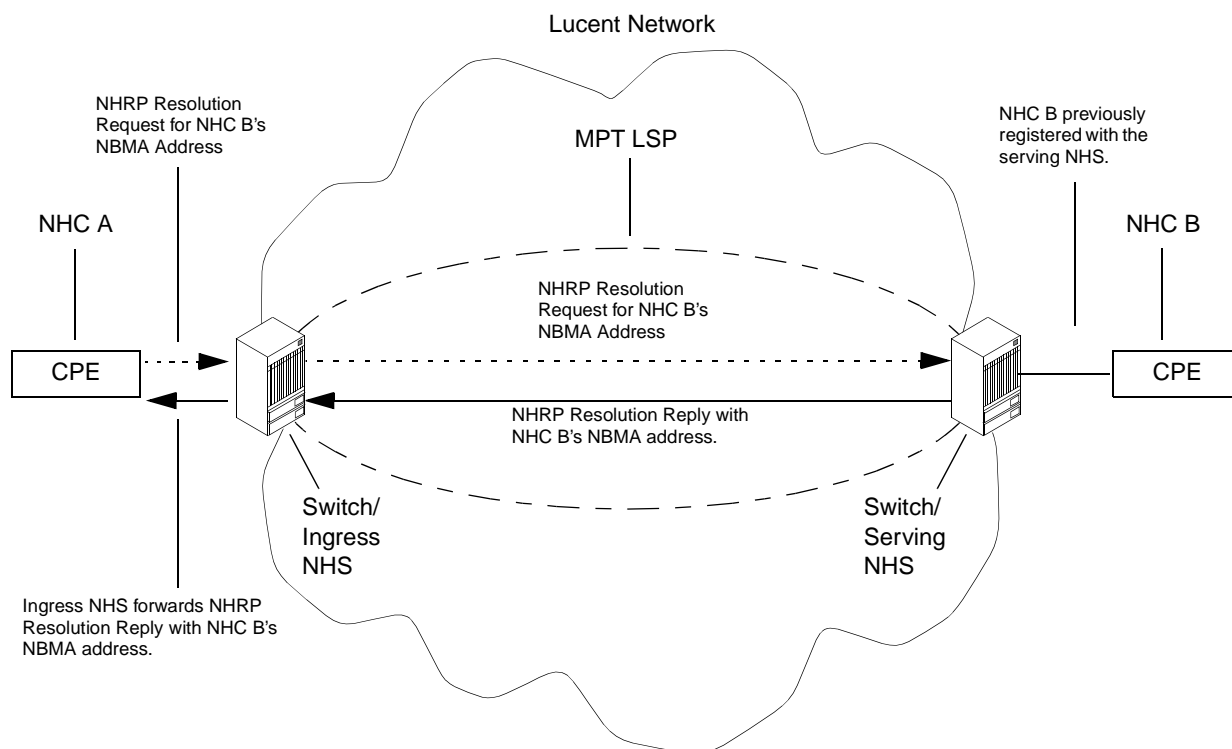 Lucent Network
NHRP Resolution
Request for NHC B's
NBMA Address
MPT LSP
NHC B previously
registered with the
serving NHS.
NHC A
NHC B
NHRP Resolution
Request for NHC B's
NBMA Address
CPE
CPE
NHRP Resolution Reply with
NHC B's NBMA address.
Switch/
Ingress
NHS
Switch/
Serving
NHS
Ingress NHS forwards NHRP
Resolution Reply with NHC B's
NBMA address.